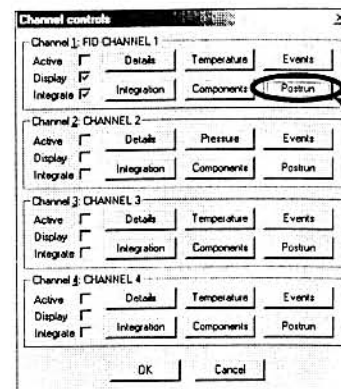 Channel controls
Channel 1: FID CHANNEL 1
Active Details Temperature Events
Display
Integrate Integration Components Postrun
Channel 2: CHANNEL 2
Active Details Pressure Events
Display
Integrate Integration Components Postrun
Channel 3: CHANNEL 3
Active Details Temperature Events
Display
Integrate Integration Components Postrun
Channel 4: CHANNEL 4
Active Details Temperature Events
Display
Integrate Integration Components Postrun
OK Cancel